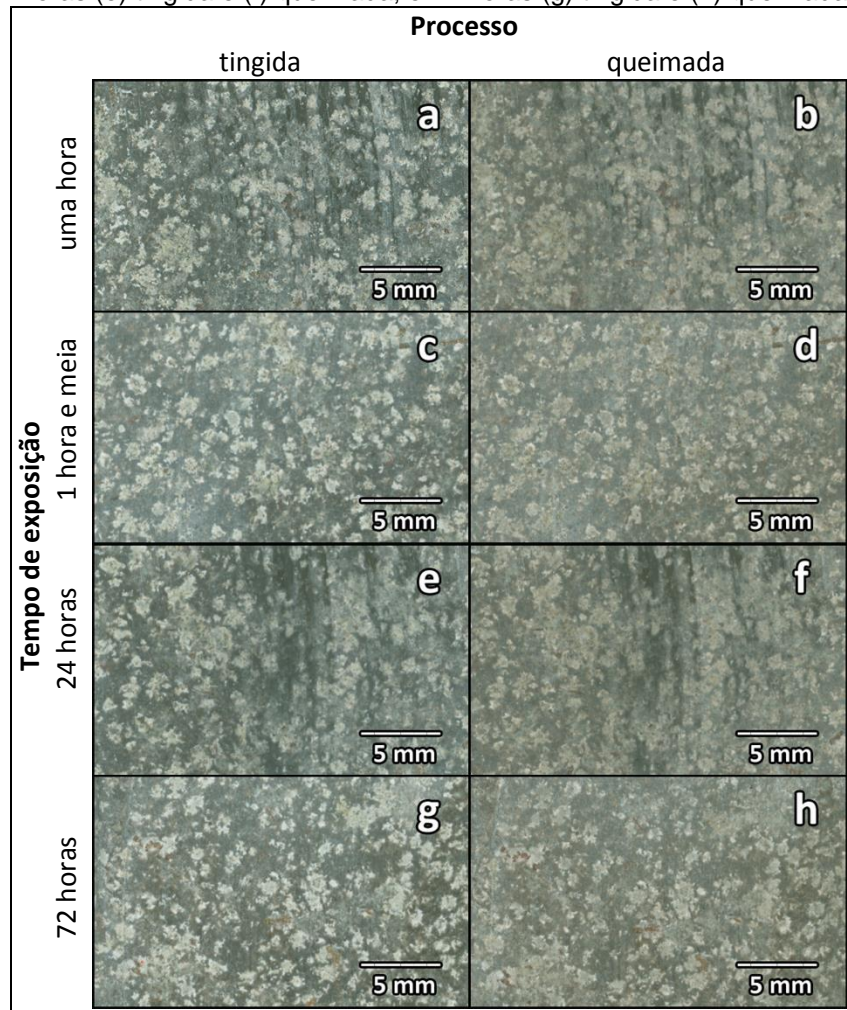 Processo
tingida queimada
Tempo de exposição
uma hora
a
5 mm
b
5 mm
1 hora e meia
c
5 mm
d
5 mm
24 horas
e
5 mm
f
5 mm
72 horas
g
5 mm
h
5 mm